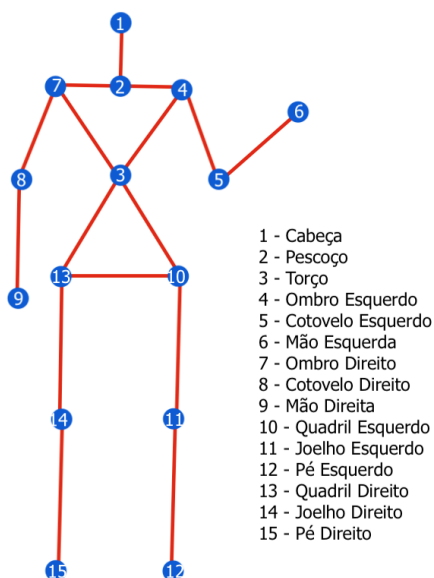 1
7
2
4
6
8
3
5
13
10
9
14
11
15
12
1 - Cabeça
2 - Pescoço
3 - Torço
4 - Ombro Esquerdo
5 - Cotovelo Esquerdo
6 - Mão Esquerda
7 - Ombro Direito
8 - Cotovelo Direito
9 - Mão Direita
10 - Quadril Esquerdo
11 - Joelho Esquerdo
12 - Pé Esquerdo
13 - Quadril Direito
14 - Joelho Direito
15 - Pé Direito